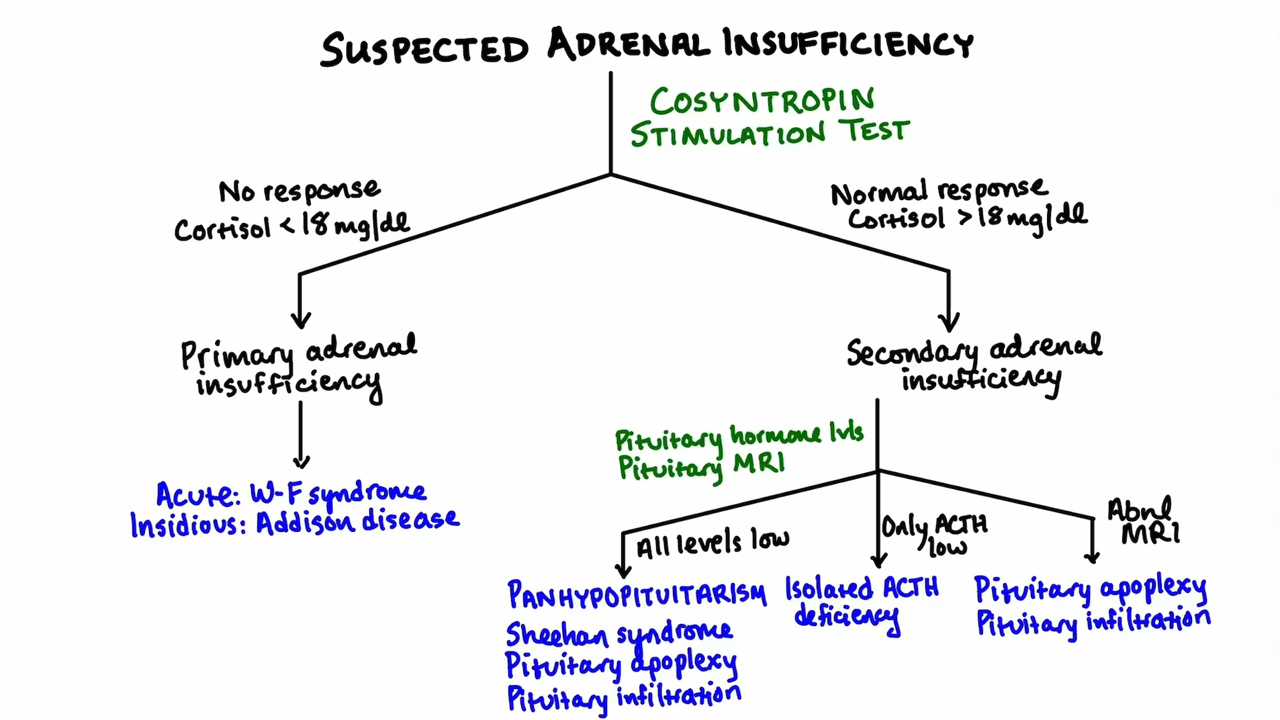 SUSPECTED ADRENAL INSUFFICIENCY
COSYNTROPIN
STIMULATION TEST
No response
Cortisol < 18 mg/dl
Normal response
Cortisol > 18 mg/dl
Primary adrenal
insufficiency
Secondary adrenal
insufficiency
Acute: W-F syndrome
Insidious: Addison disease
Pituitary hormone lvls
Pituitary MRI
All levels low
Only ACTH
low
Abnl
MRI
PANHYPOPITUITARISM
Sheehan syndrome
Pituitary apoplexy
Pituitary infiltration
Isolated ACTH
deficiency
Pituitary apoplexy
Pituitary infiltration